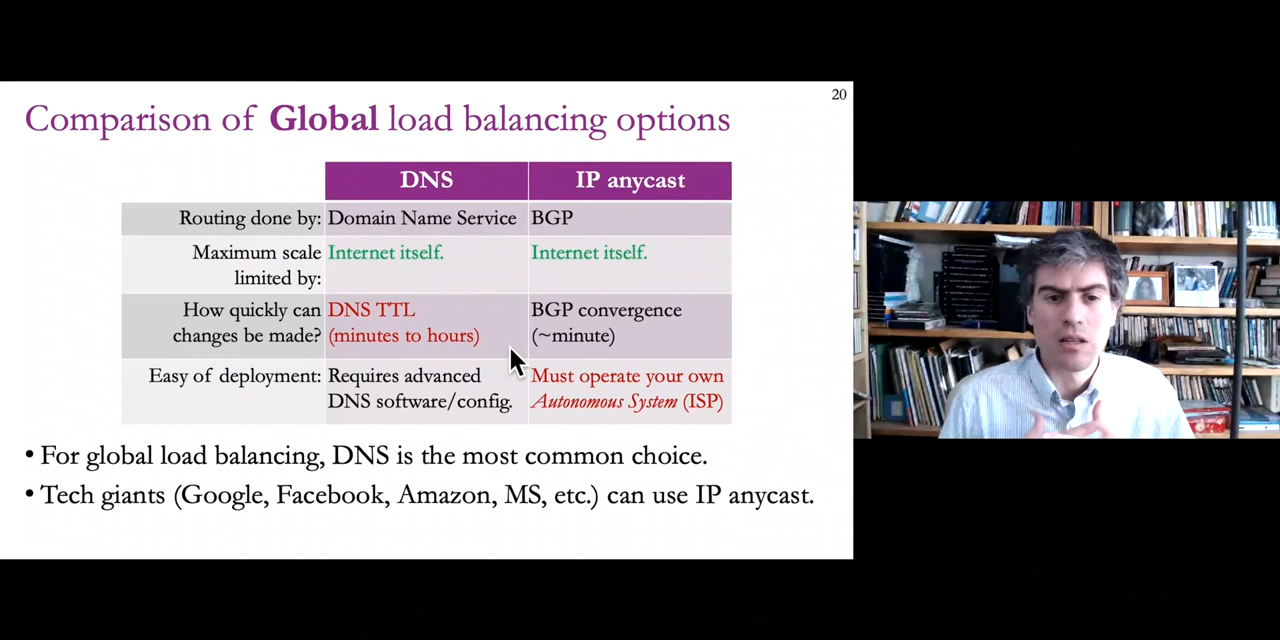 20
Comparison of Global load balancing options
DNS IP anycast
Routing done by: Domain Name Service BGP
Maximum scale Internet itself. Internet itself.
limited by:
How quickly can DNS TTL BGP convergence
changes be made? (minutes to hours) (~minute)
Easy of deployment: Requires advanced Must operate your own
DNS software/config. Autonomous System (ISP)
• For global load balancing, DNS is the most common choice.
• Tech giants (Google, Facebook, Amazon, MS, etc.) can use IP anycast.